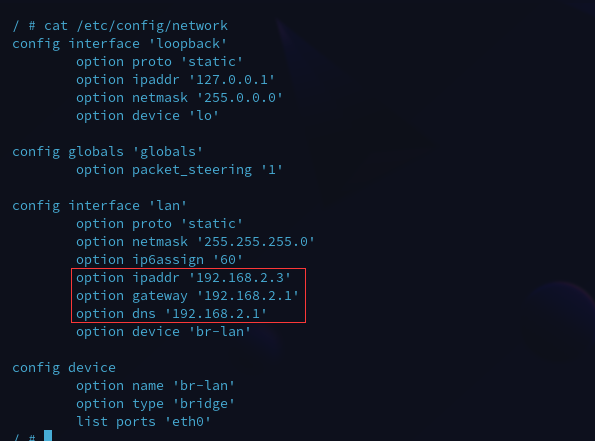 / # cat /etc/config/network
config interface 'loopback'
        option proto 'static'
        option ipaddr '127.0.0.1'
        option netmask '255.0.0.0'
        option device 'lo'

config globals 'globals'
        option packet_steering '1'

config interface 'lan'
        option proto 'static'
        option netmask '255.255.255.0'
        option ip6assign '60'
        option ipaddr '192.168.2.3'
        option gateway '192.168.2.1'
        option dns '192.168.2.1'
        option device 'br-lan'

config device
        option name 'br-lan'
        option type 'bridge'
        list ports 'eth0'
/ #